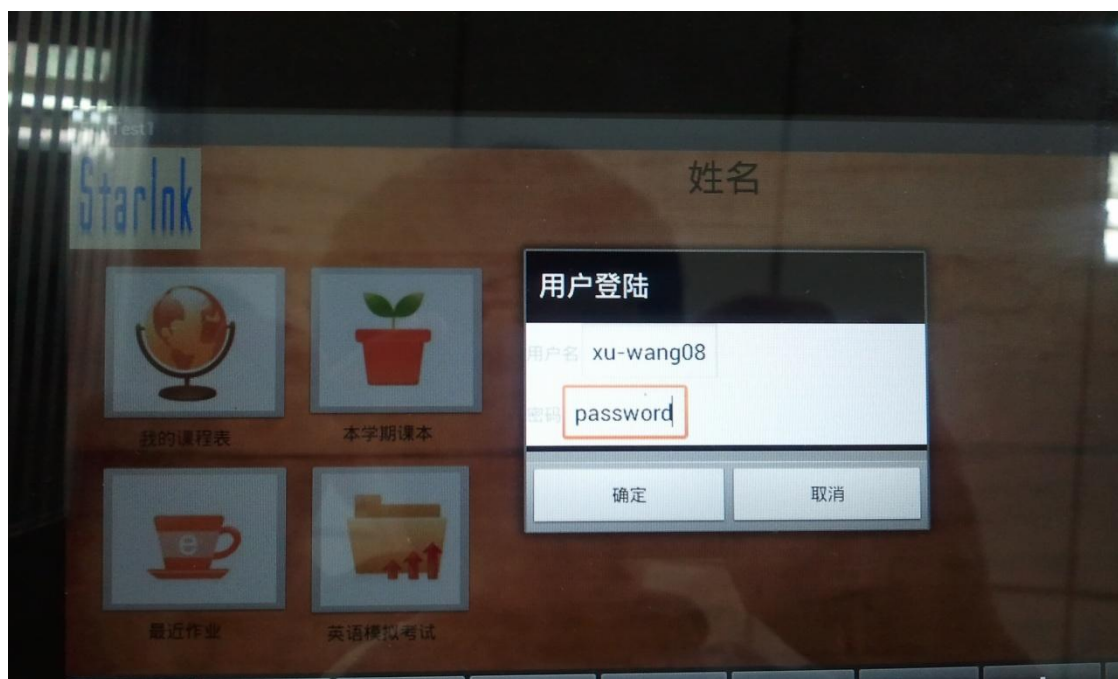 Test1
StarInk
姓名
用户登陆
用户名 xu-wang08
密码 password
确定 取消
我的课程表 本学期课本
e
最近作业 英语模拟考试